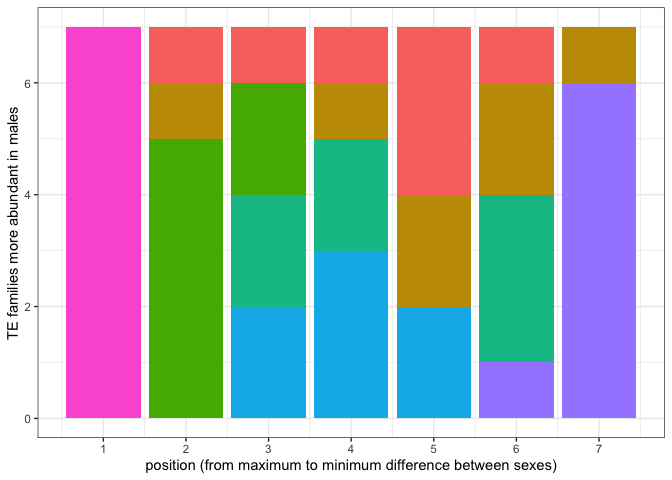 TE families more abundant in males
6
4
2
0
1 2 3 4 5 6 7
position (from maximum to minimum difference between sexes)